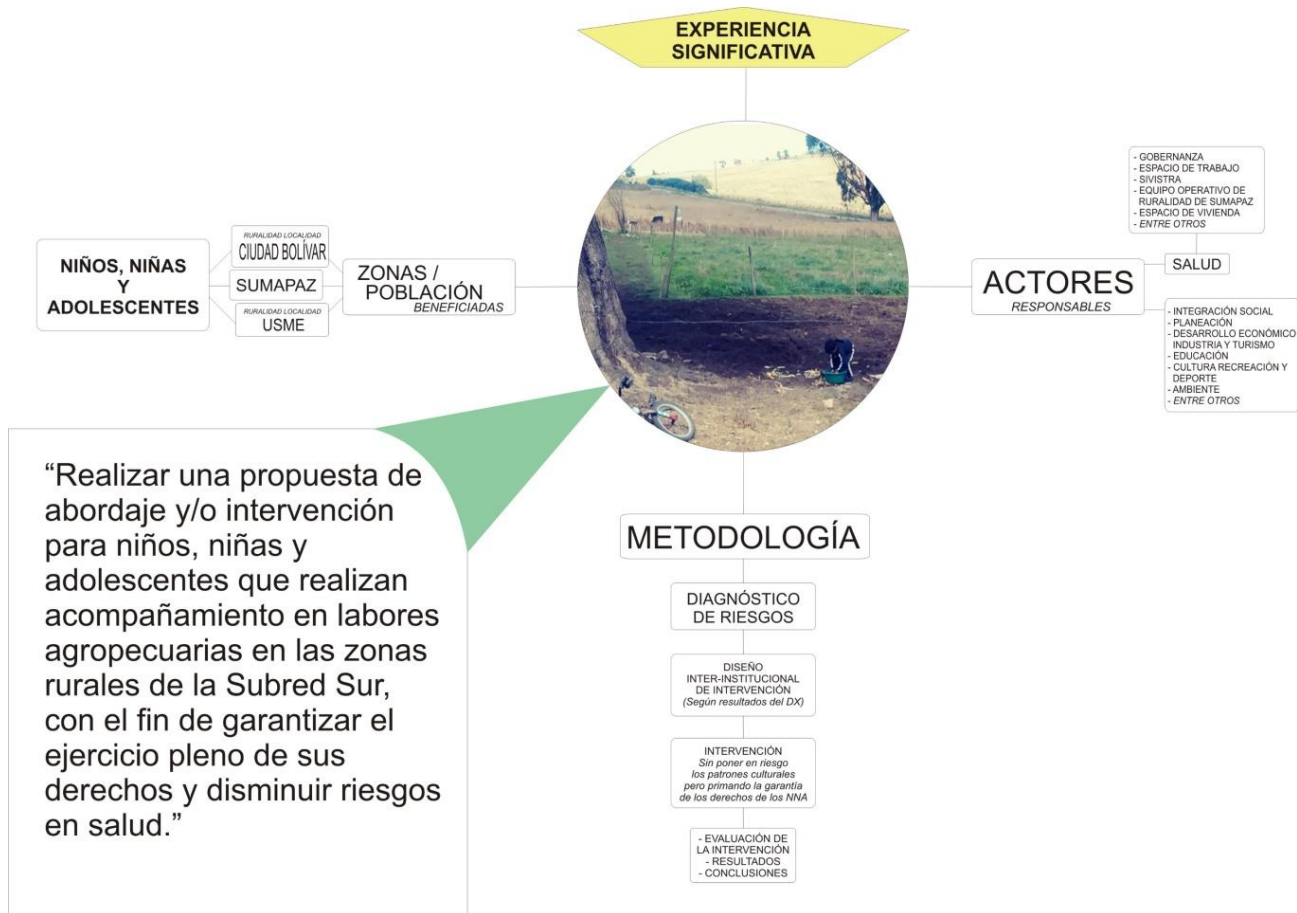 EXPERIENCIA
SIGNIFICATIVA
NIÑOS, NIÑAS
Y
ADOLESCENTES
RURALIDAD LOCALIDAD
CIUDAD BOLÍVAR
SUMAPAZ
RURALIDAD LOCALIDAD
USME
ZONAS /
POBLACIÓN
BENEFICIADAS
ACTORES
RESPONSABLES
- GOBERNANZA
- ESPACIO DE TRABAJO
- SIVISTRA
- EQUIPO OPERATIVO DE
RURALIDAD DE SUMAPAZ
- ESPACIO DE VIVIENDA
- ENTRE OTROS
SALUD
- INTEGRACIÓN SOCIAL
- PLANEACIÓN
- DESARROLLO ECONÓMICO
INDUSTRIA Y TURISMO
- EDUCACIÓN
- CULTURA RECREACIÓN Y
DEPORTE
- AMBIENTE
- ENTRE OTROS
“Realizar una propuesta de
abordaje y/o intervención
para niños, niñas y
adolescentes que realizan
acompañamiento en labores
agropecuarias en las zonas
rurales de la Subred Sur,
con el fin de garantizar el
ejercicio pleno de sus
derechos y disminuir riesgos
en salud.”
METODOLOGÍA
DIAGNÓSTICO
DE RIESGOS
DISEÑO
INTER-INSTITUCIONAL
DE INTERVENCIÓN
(Según resultados del DX)
INTERVENCIÓN
Sin poner en riesgo
los patrones culturales
pero primando la garantía
de los derechos de los NNA
- EVALUACIÓN DE
LA INTERVENCIÓN
- RESULTADOS
- CONCLUSIONES